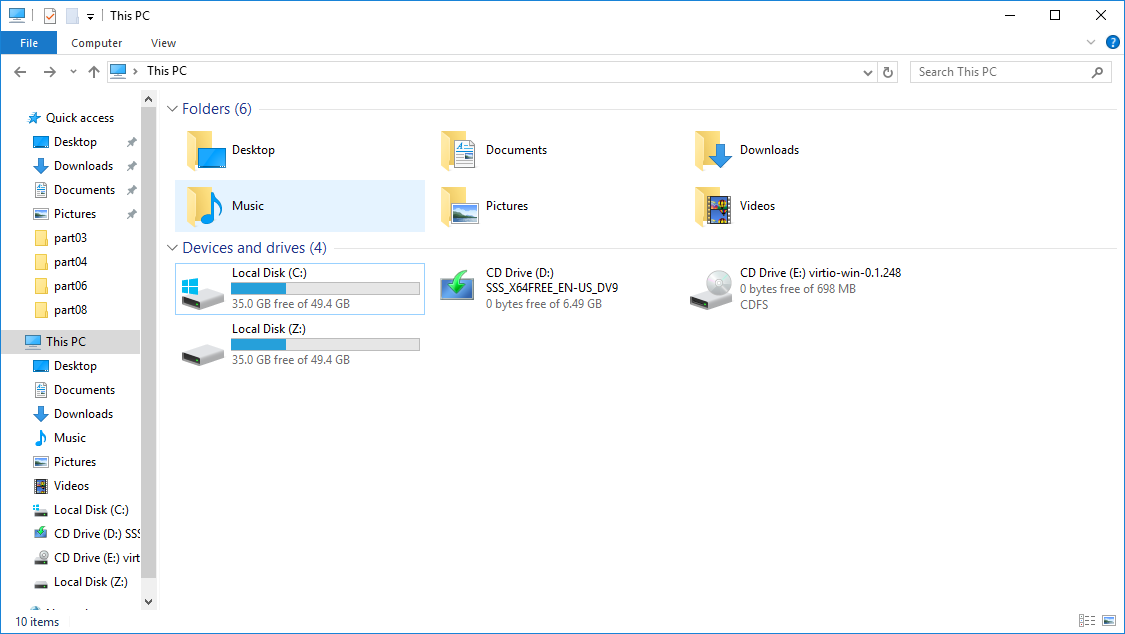 This PC
File Computer View
?
This PC
Search This PC
Quick access
Desktop
Downloads
Documents
Pictures
part03
part04
part06
part08
This PC
Desktop
Documents
Downloads
Music
Pictures
Videos
Local Disk (C:)
CD Drive (D:) SSS
CD Drive (E:) virt
Local Disk (Z:)
Folders (6)
Desktop
Documents
Downloads
Music
Pictures
Videos
Devices and drives (4)
Local Disk (C:)
35.0 GB free of 49.4 GB
CD Drive (D:)
SSS_X64FREE_EN-US_DV9
0 bytes free of 6.49 GB
CD Drive (E:) virtio-win-0.1.248
0 bytes free of 698 MB
CDFS
Local Disk (Z:)
35.0 GB free of 49.4 GB
10 items